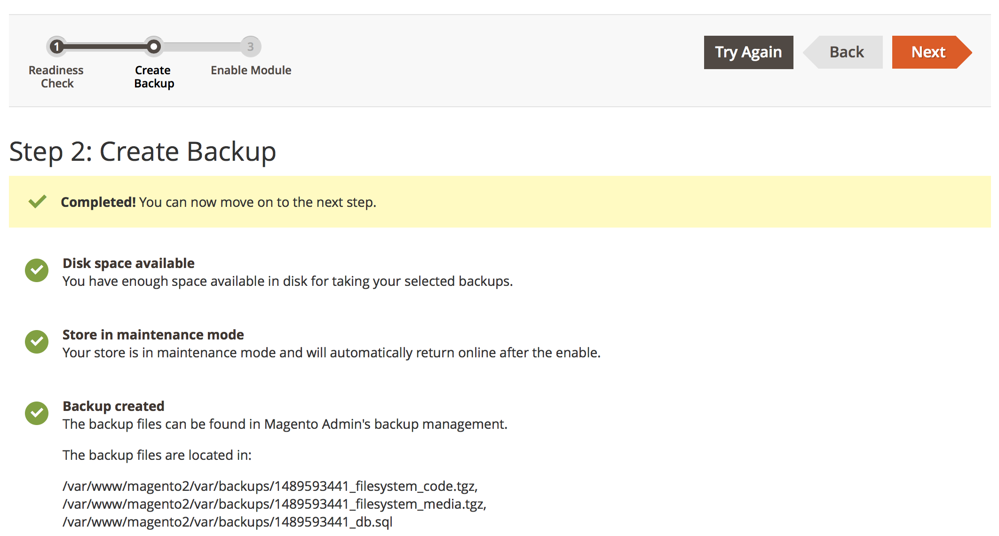 1
3
Readiness
Check
Create
Backup
Enable Module
Try Again
Back
Next
Step 2: Create Backup
Completed! You can now move on to the next step.
Disk space available
You have enough space available in disk for taking your selected backups.
Store in maintenance mode
Your store is in maintenance mode and will automatically return online after the enable.
Backup created
The backup files can be found in Magento Admin's backup management.
The backup files are located in:
/var/www/magento2/var/backups/1489593441_filesystem_code.tgz,
/var/www/magento2/var/backups/1489593441_filesystem_media.tgz,
/var/www/magento2/var/backups/1489593441_db.sql